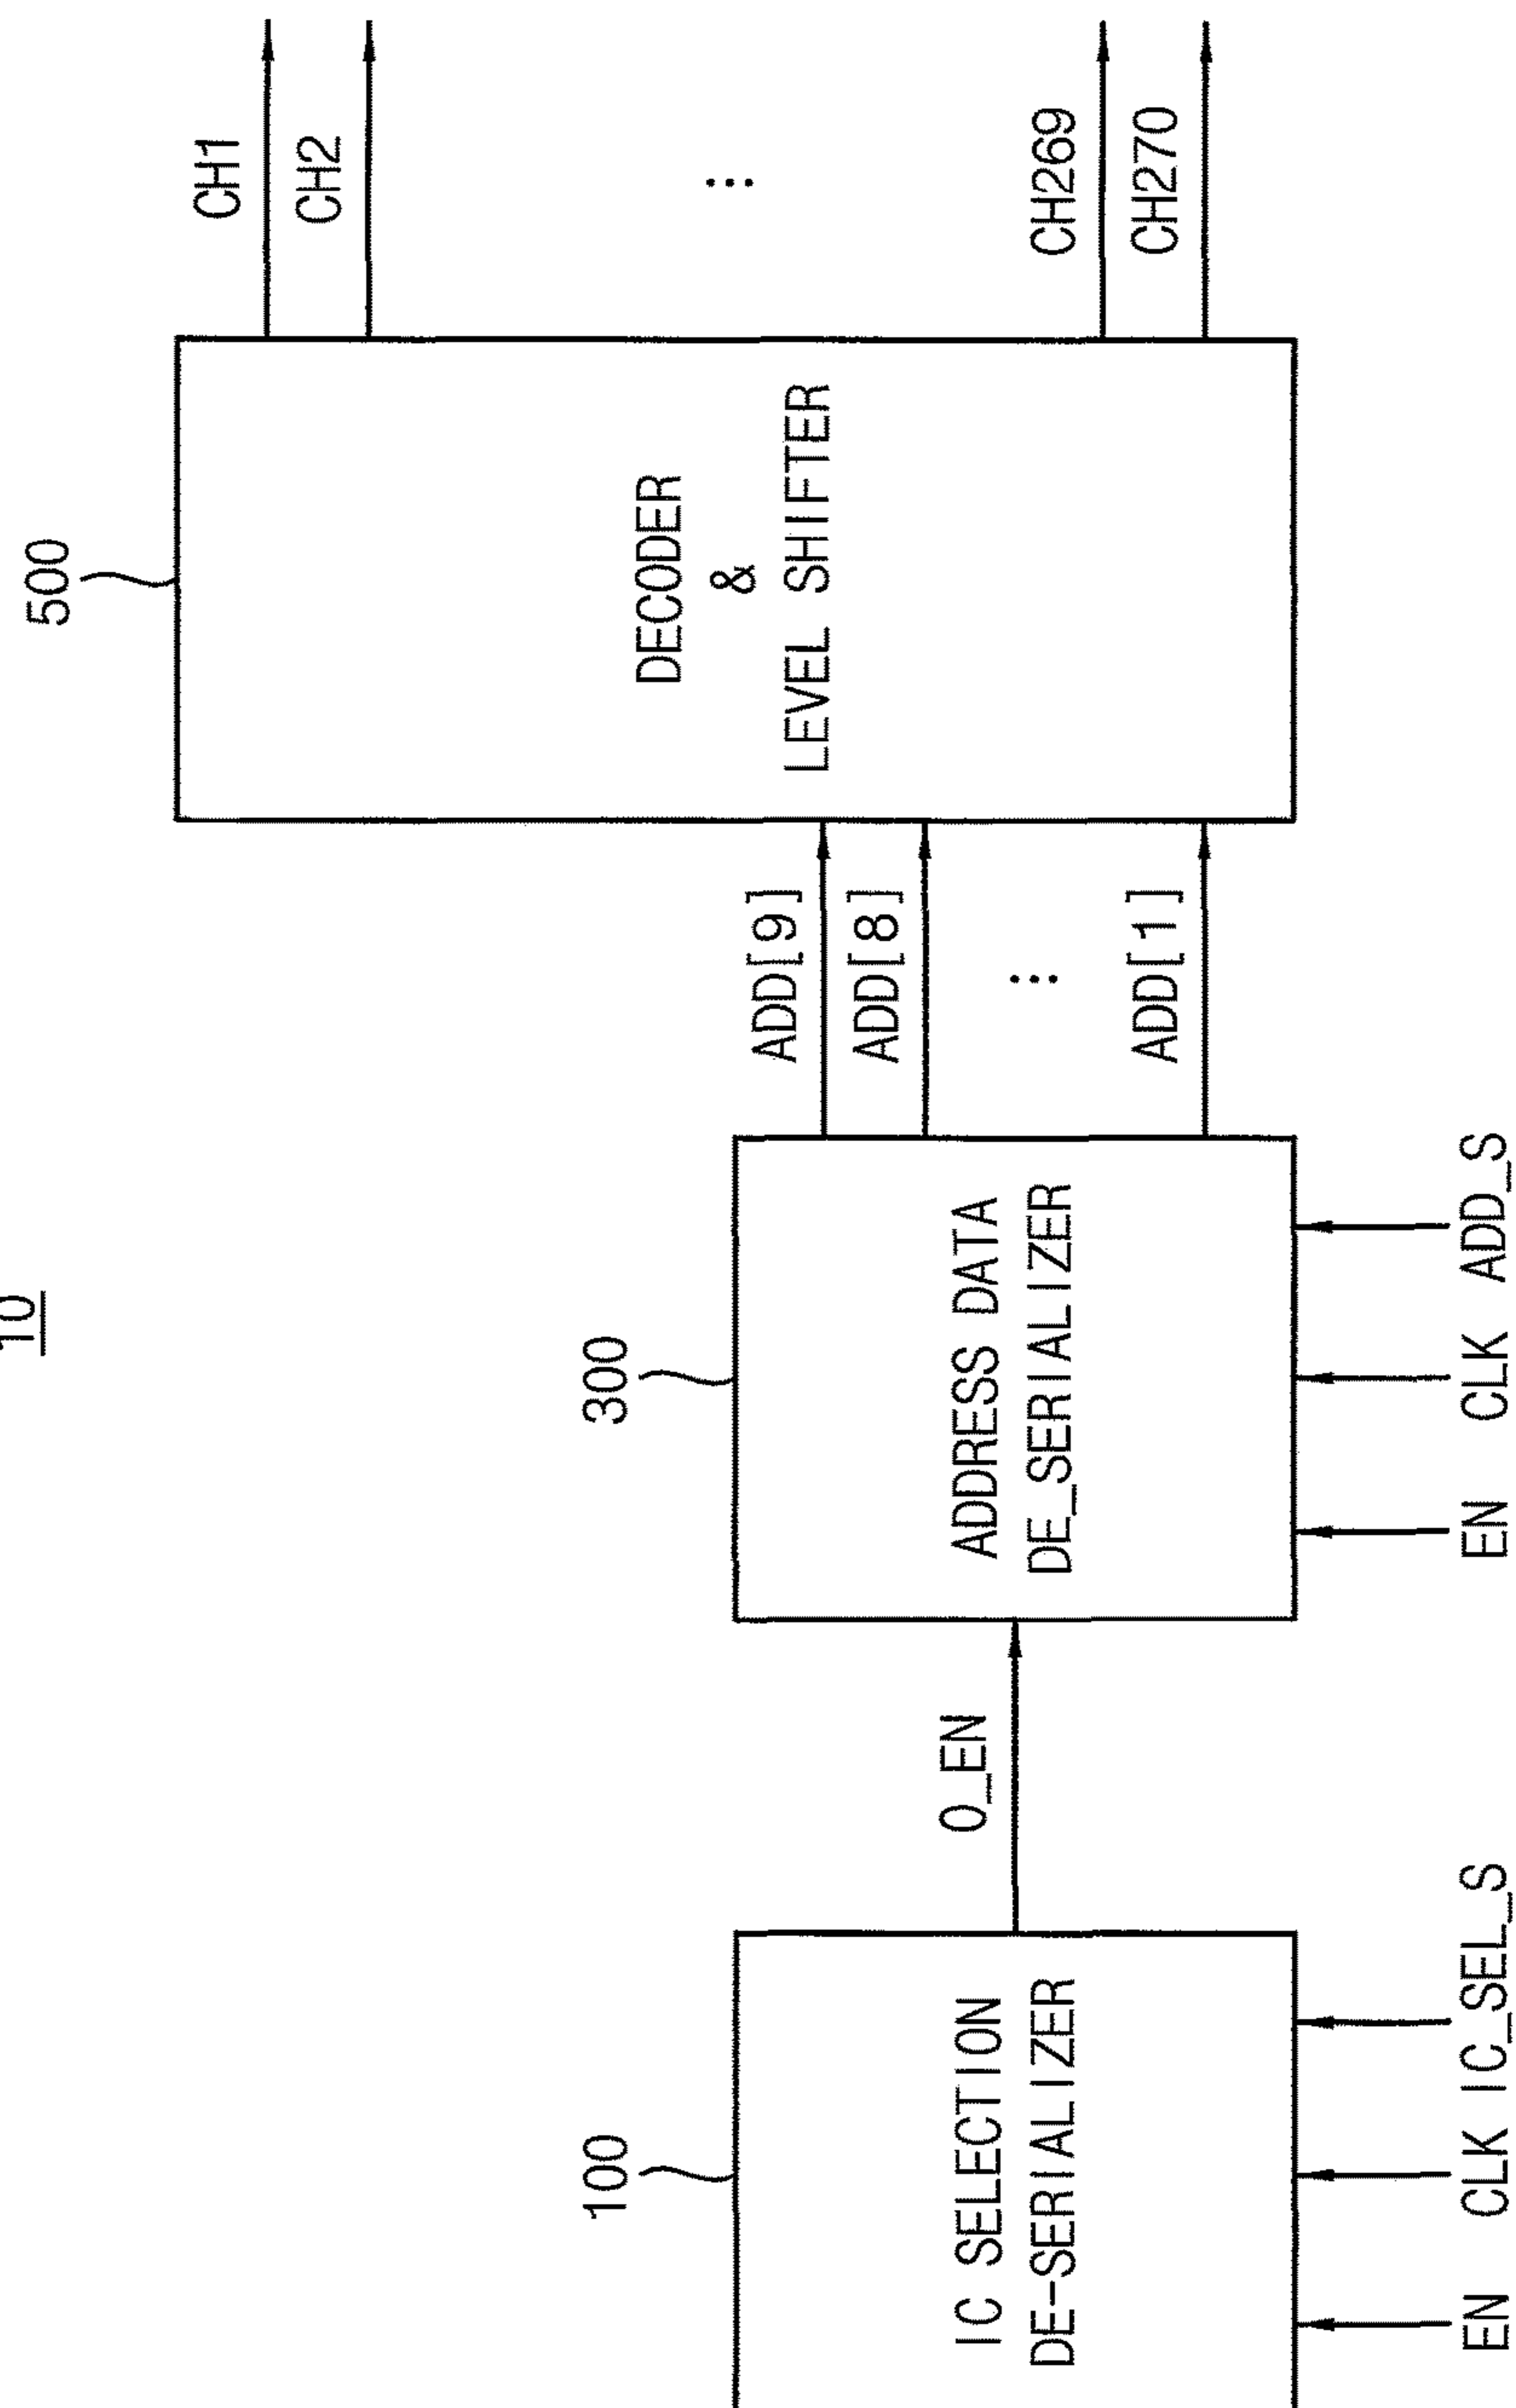 10
500
DECODER
&
LEVEL SHIFTER
CH1
CH2
...
CH269
CH270
300
ADDRESS DATA
DE_SERIALIZER
ADD[9]
ADD[8]
...
ADD[1]
EN CLK ADD_S
100
IC SELECTION
DE-SERIALIZER
O_EN
EN CLK IC_SEL_S